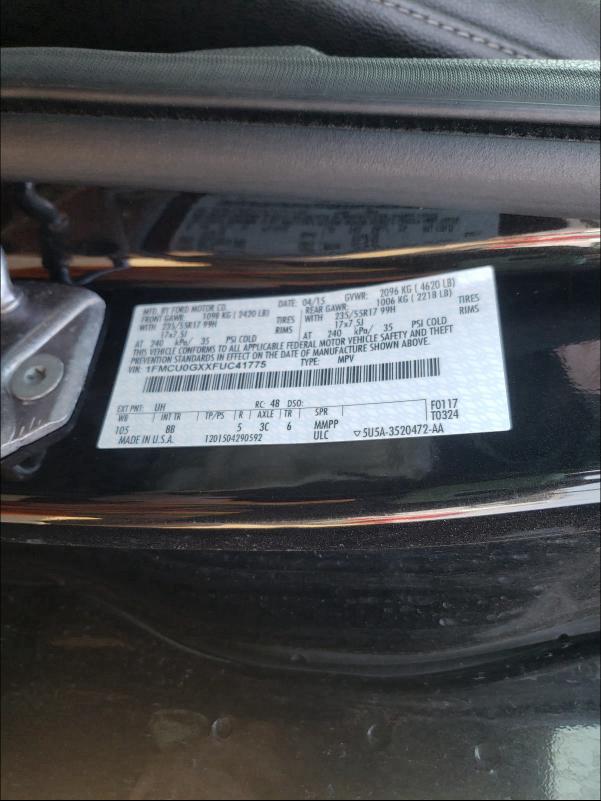 MFD. BY FORD MOTOR CO. DATE: 04/15 GVWR: 2096 KG ( 4620 LB)
FRONT GAWR: 1098 KG ( 2420 LB) REAR GAWR: 1006 KG ( 2218 LB)
WITH 235/55R17 99H TIRES WITH 235/55R17 99H TIRES
17x7.5J RIMS 17x7.5J RIMS
AT 240 kPa/ 35 PSI COLD AT 240 kPa/ 35 PSI COLD
THIS VEHICLE CONFORMS TO ALL APPLICABLE FEDERAL MOTOR VEHICLE SAFETY AND THEFT
PREVENTION STANDARDS IN EFFECT ON THE DATE OF MANUFACTURE SHOWN ABOVE.
VIN: 1FMCU0GXXFUC41775 TYPE: MPV
EXT PNT: UH RC: 48 DSO: F0117
WB INT TR TP/PS R AXLE TR SPR T0324
105 8B 5 3C 6 MMPP
MADE IN U.S.A. 1201504290592 ULC ▽5U5A-3520472-AA